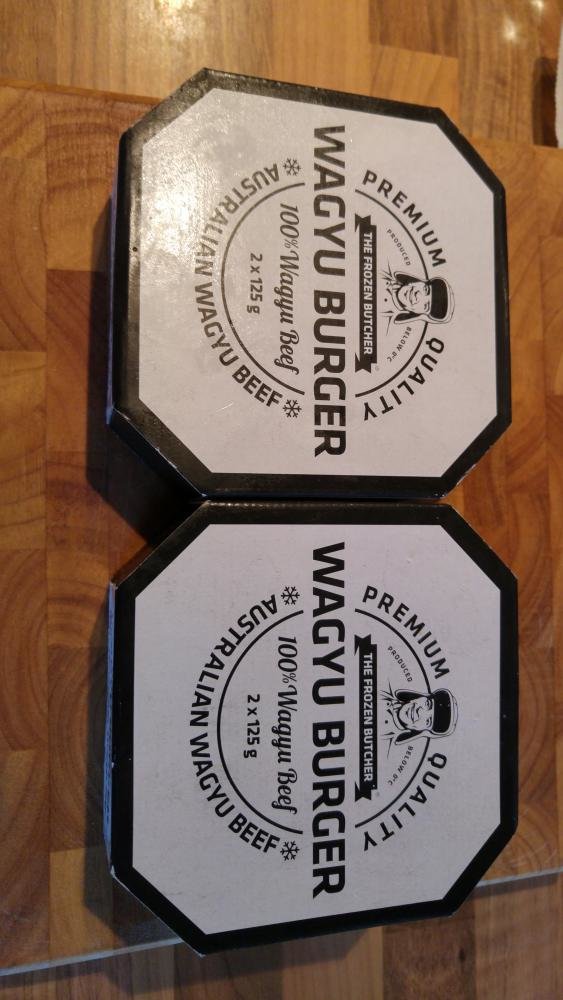 PREMIUM QUALITY
PRODUCED BELOW 0°C
THE FROZEN BUTCHER
WAGYU BURGER
100% Wagyu Beef
2 x 125 g
AUSTRALIAN WAGYU BEEF
PREMIUM QUALITY
PRODUCED BELOW 0°C
THE FROZEN BUTCHER
WAGYU BURGER
100% Wagyu Beef
2 x 125 g
AUSTRALIAN WAGYU BEEF